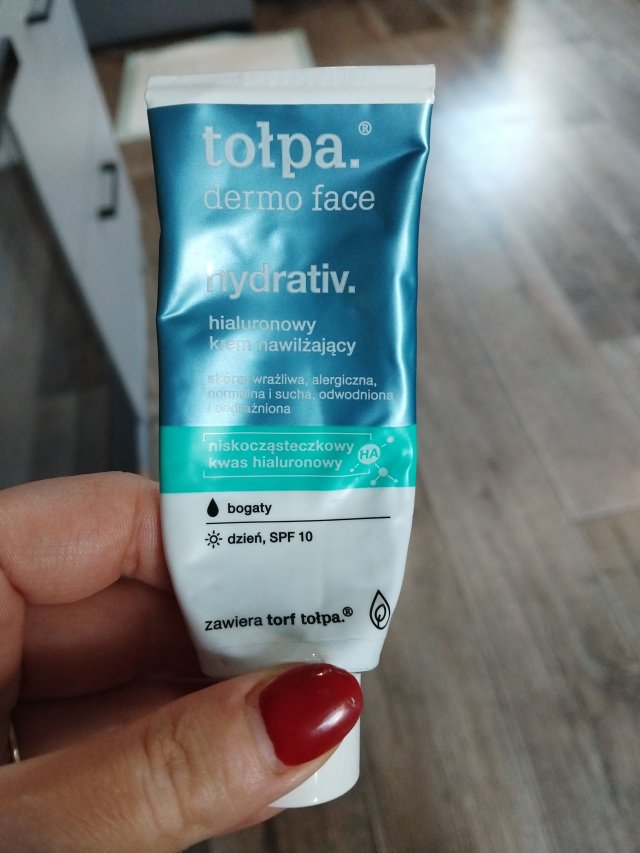 tołpa.®
dermo face
hydrativ.
hialuronowy
krem nawilżający
skóra: wrażliwa, alergiczna,
normalna i sucha, odwodniona
i podrażniona
niskocząsteczkowy
kwas hialuronowy
HA
bogaty
dzień, SPF 10
zawiera torf tołpa.®